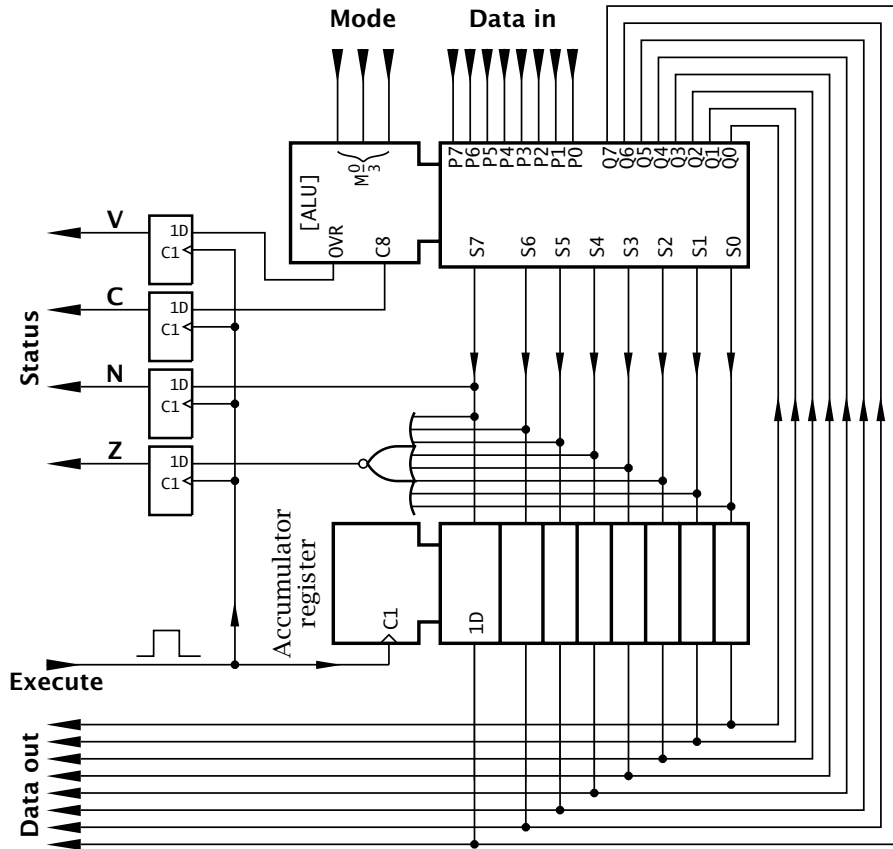 Mode
Data in
P7 P6 P5 P4 P3 P2 P1 P0
Q7 Q6 Q5 Q4 Q3 Q2 Q1 Q0
M 0 3
[ALU]
OVR
C8
S7 S6 S5 S4 S3 S2 S1 S0
V
1D
C1
C
1D
C1
Status
N
1D
C1
Z
1D
C1
Accumulator
register
C1
1D
Execute
Data out